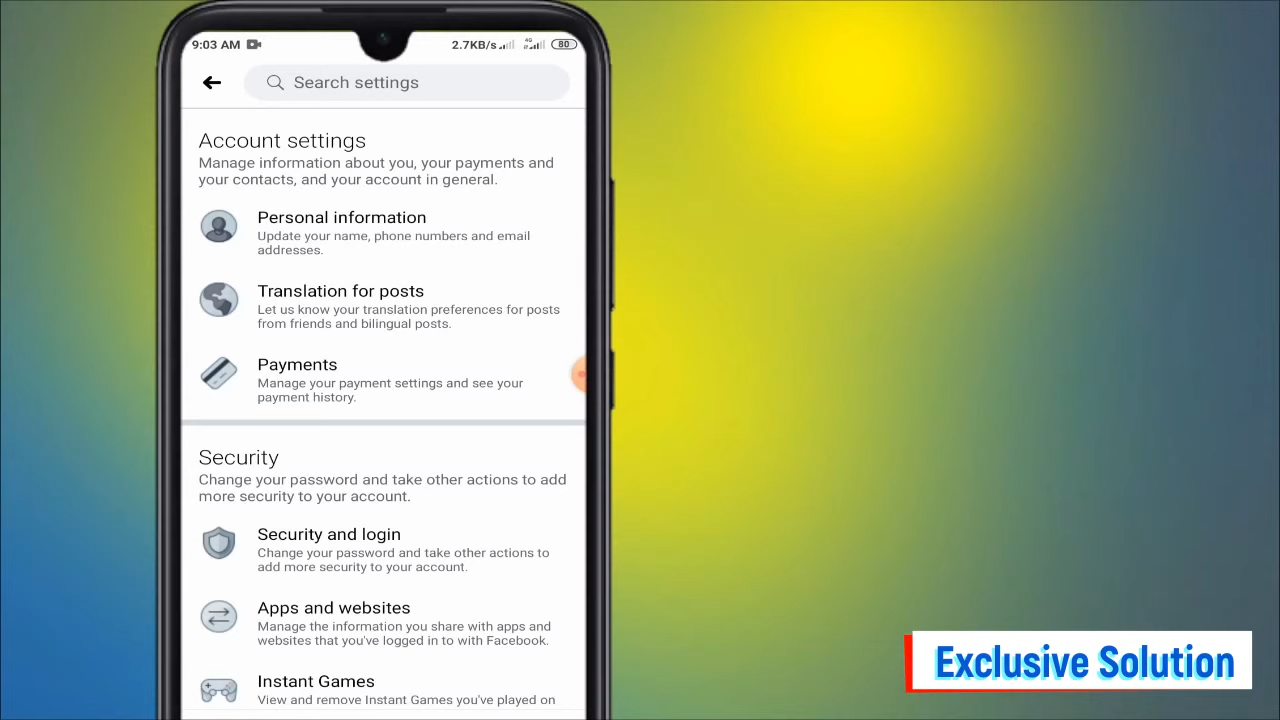 9:03 AM
2.7KB/s 4G 80
Search settings
Account settings
Manage information about you, your payments and
your contacts, and your account in general.
Personal information
Update your name, phone numbers and email
addresses.
Translation for posts
Let us know your translation preferences for posts
from friends and bilingual posts.
Payments
Manage your payment settings and see your
payment history.
Security
Change your password and take other actions to add
more security to your account.
Security and login
Change your password and take other actions to
add more security to your account.
Apps and websites
Manage the information you share with apps and
websites that you've logged in to with Facebook.
Instant Games
View and remove Instant Games you've played on
Exclusive Solution